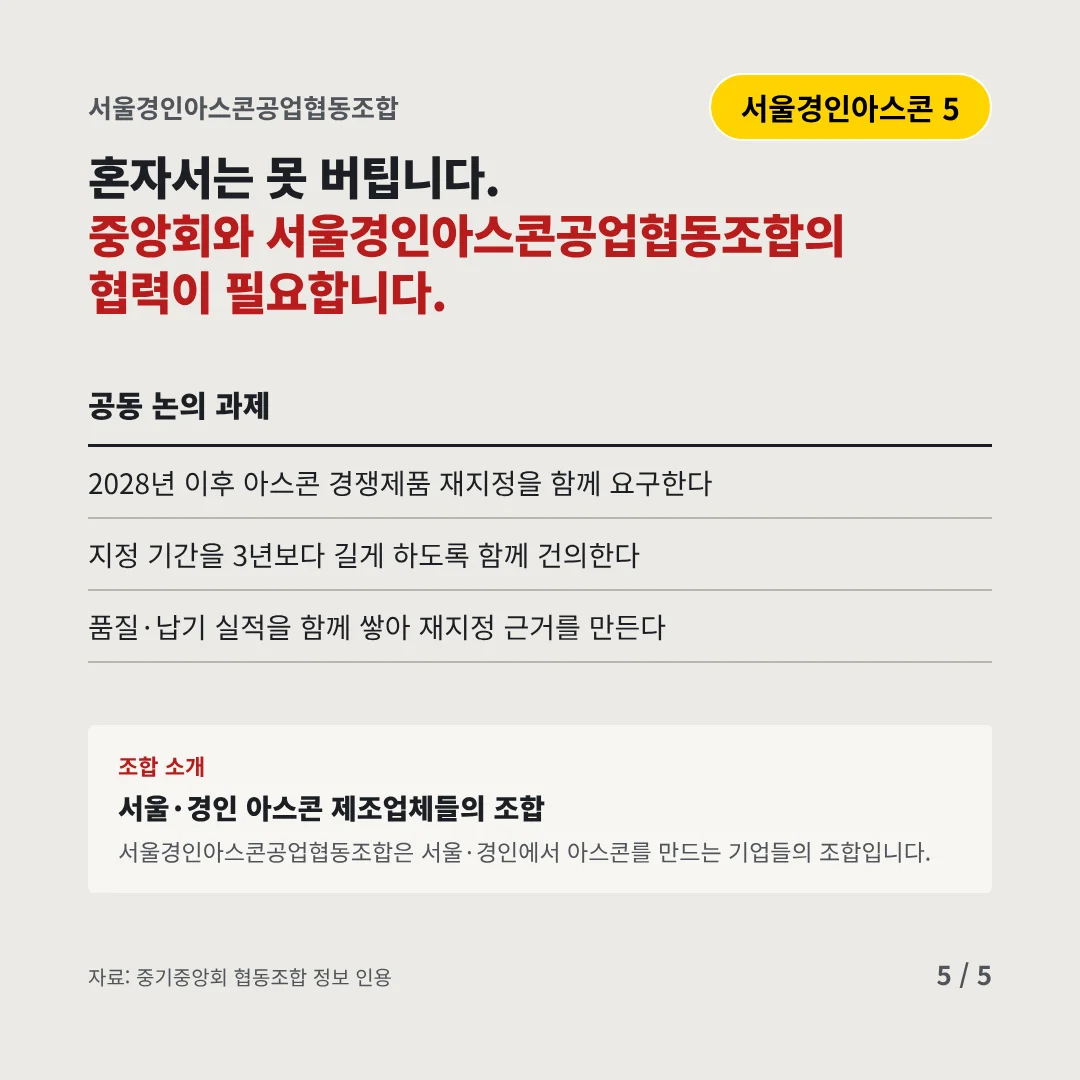 서울경인아스콘공업협동조합
서울경인아스콘 5
혼자서는 못 버팁니다.
중앙회와 서울경인아스콘공업협동조합의
협력이 필요합니다.
공동 논의 과제
2028년 이후 아스콘 경쟁제품 재지정을 함께 요구한다
지정 기간을 3년보다 길게 하도록 함께 건의한다
품질·납기 실적을 함께 쌓아 재지정 근거를 만든다
조합 소개
서울·경인 아스콘 제조업체들의 조합
서울경인아스콘공업협동조합은 서울·경인에서 아스콘를 만드는 기업들의 조합입니다.
자료: 중기중앙회 협동조합 정보 인용
5 / 5